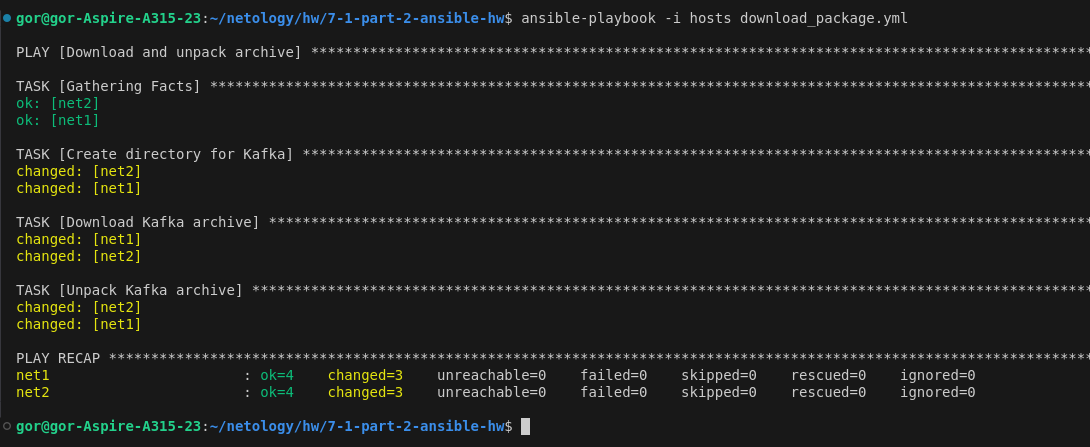 gor@gor-Aspire-A315-23:~/netology/hw/7-1-part-2-ansible-hw$ ansible-playbook -i hosts download_package.yml
PLAY [Download and unpack archive] *********************************************************************************************
TASK [Gathering Facts] *********************************************************************************************************
ok: [net2]
ok: [net1]
TASK [Create directory for Kafka] **********************************************************************************************
changed: [net2]
changed: [net1]
TASK [Download Kafka archive] **************************************************************************************************
changed: [net1]
changed: [net2]
TASK [Unpack Kafka archive] ****************************************************************************************************
changed: [net2]
changed: [net1]
PLAY RECAP *********************************************************************************************************************
net1                       : ok=4    changed=3    unreachable=0    failed=0    skipped=0    rescued=0    ignored=0
net2                       : ok=4    changed=3    unreachable=0    failed=0    skipped=0    rescued=0    ignored=0
gor@gor-Aspire-A315-23:~/netology/hw/7-1-part-2-ansible-hw$